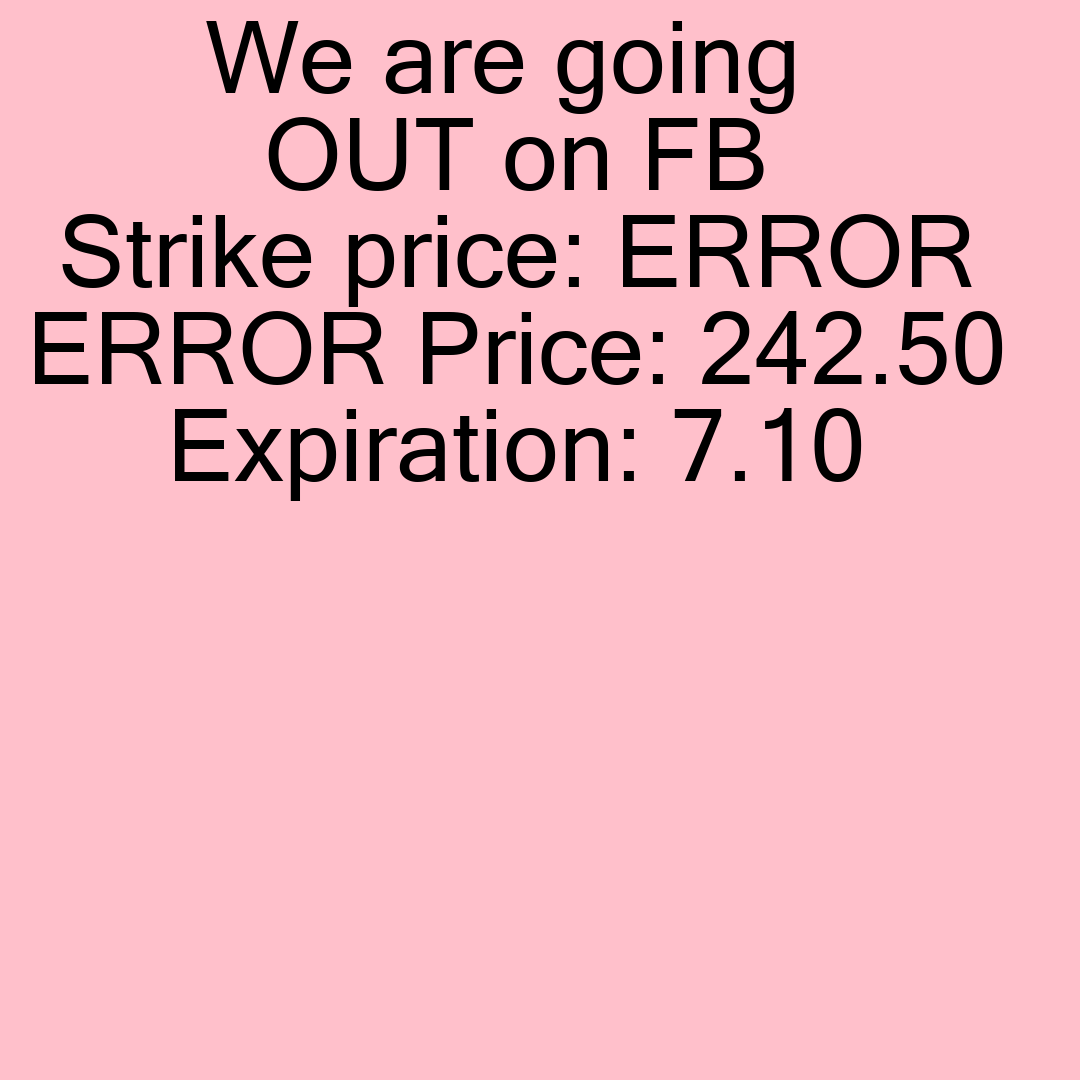 We are going
OUT on FB
Strike price: ERROR
ERROR Price: 242.50
Expiration: 7.10